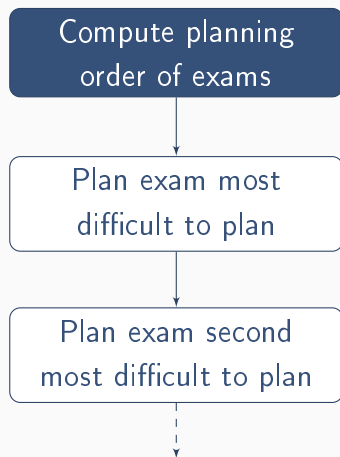 Compute planning
order of exams
Plan exam most
difficult to plan
Plan exam second
most difficult to plan